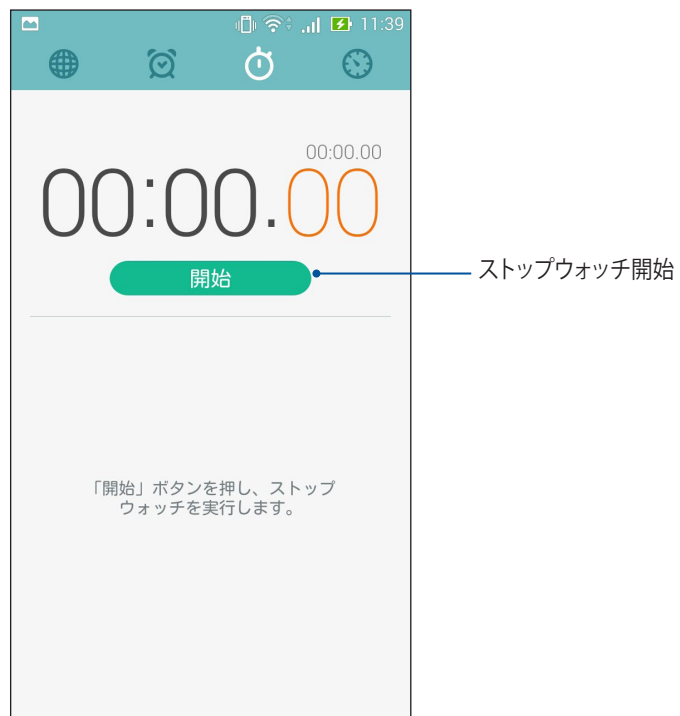 11:39
00:00.00
00:00.00
開始
ストップウォッチ開始
「開始」ボタンを押し、ストップ
ウォッチを実行します。